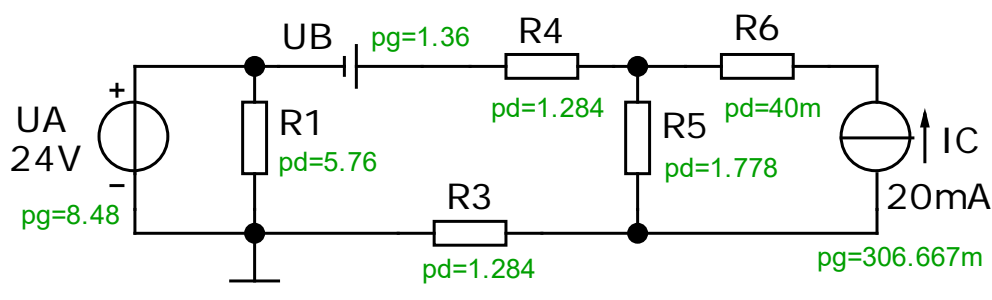 UB
pg=1.36
R4
R6
+
UA
24V
R1
pd=5.76
pd=1.284
pd=40m
R5
pd=1.778
IC
20mA
−
pg=8.48
R3
pd=1.284
pg=306.667m